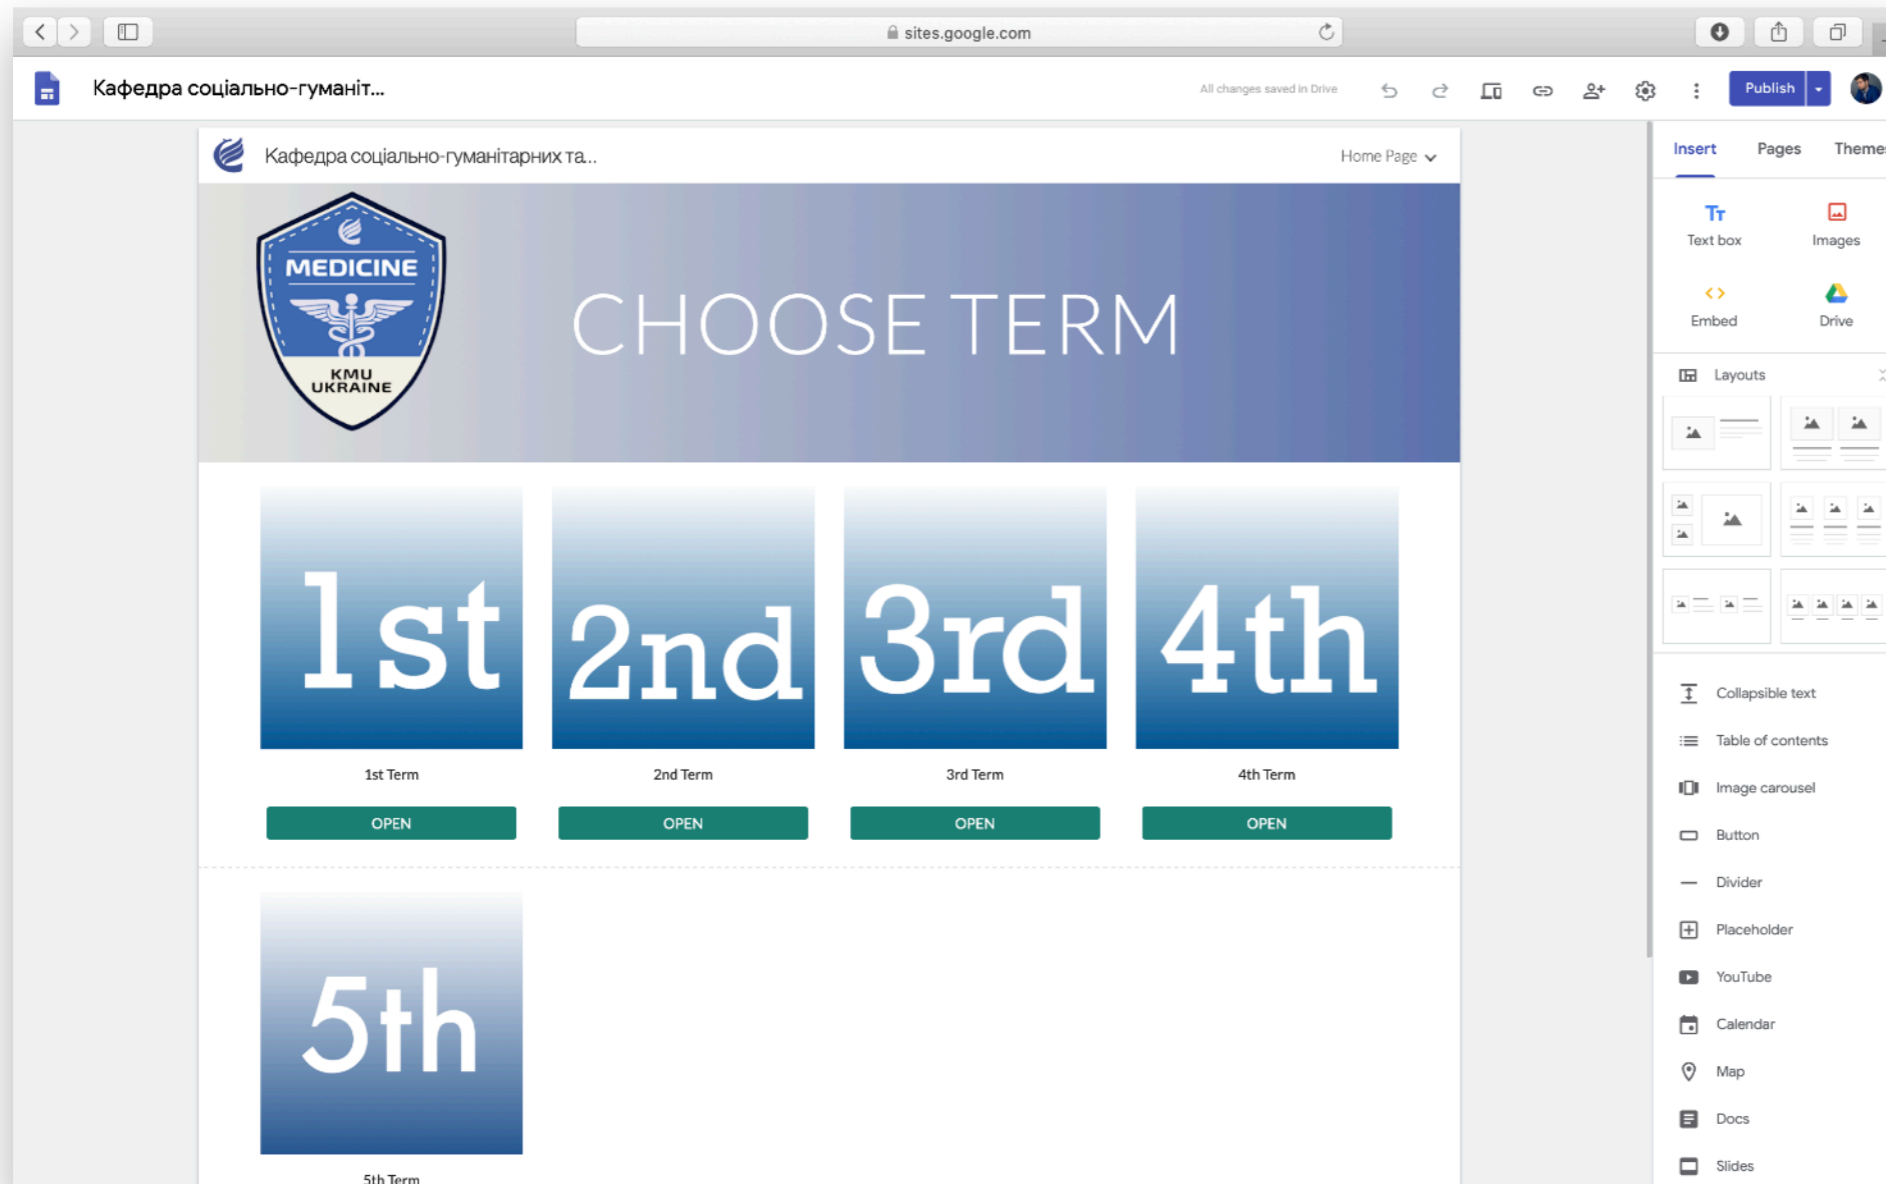 sites.google.com
Кафедра соціально-гуманіт...
All changes saved in Drive
Publish
Кафедра соціально-гуманітарних та...
Home Page
MEDICINE
KMU
UKRAINE
CHOOSE TERM
1st
2nd
3rd
4th
1st Term
2nd Term
3rd Term
4th Term
OPEN
OPEN
OPEN
OPEN
5th
5th Term
Insert
Pages
Themes
Text box
Images
Embed
Drive
Layouts
Collapsible text
Table of contents
Image carousel
Button
Divider
Placeholder
YouTube
Calendar
Map
Docs
Slides